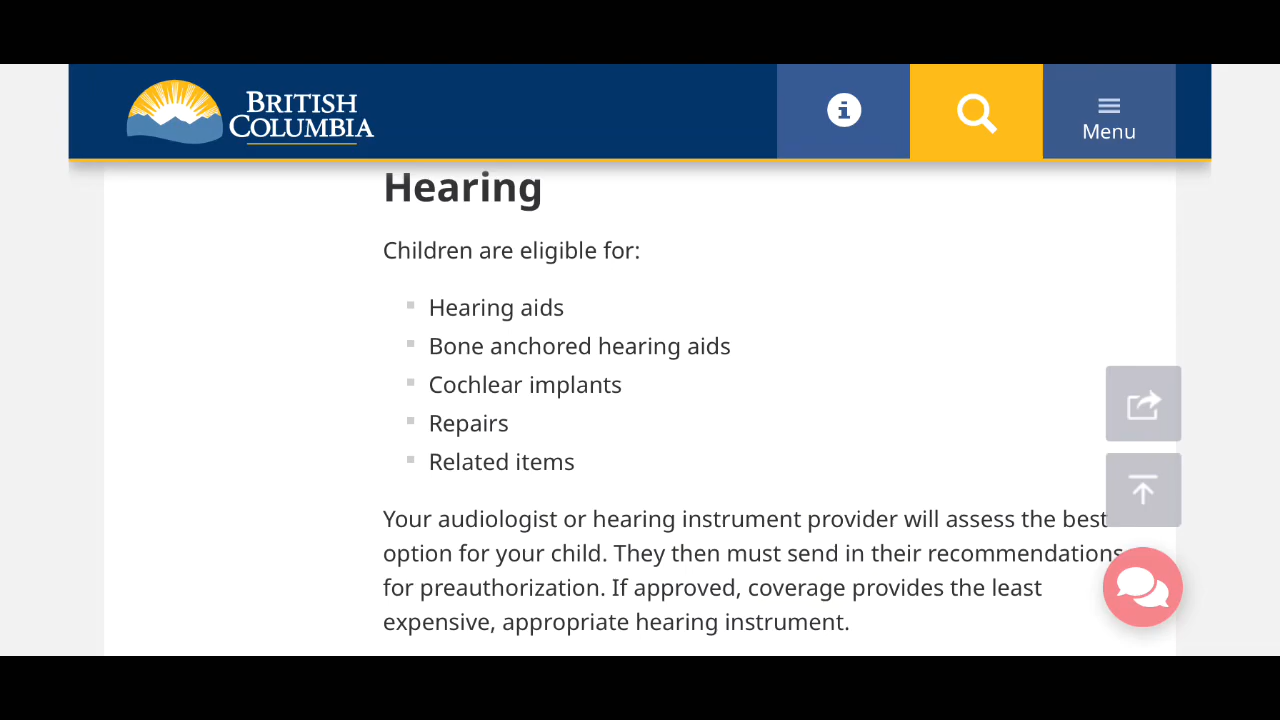 BRITISH
COLUMBIA
Menu
Hearing
Children are eligible for:
Hearing aids
Bone anchored hearing aids
Cochlear implants
Repairs
Related items
Your audiologist or hearing instrument provider will assess the best
option for your child. They then must send in their recommendations
for preauthorization. If approved, coverage provides the least
expensive, appropriate hearing instrument.